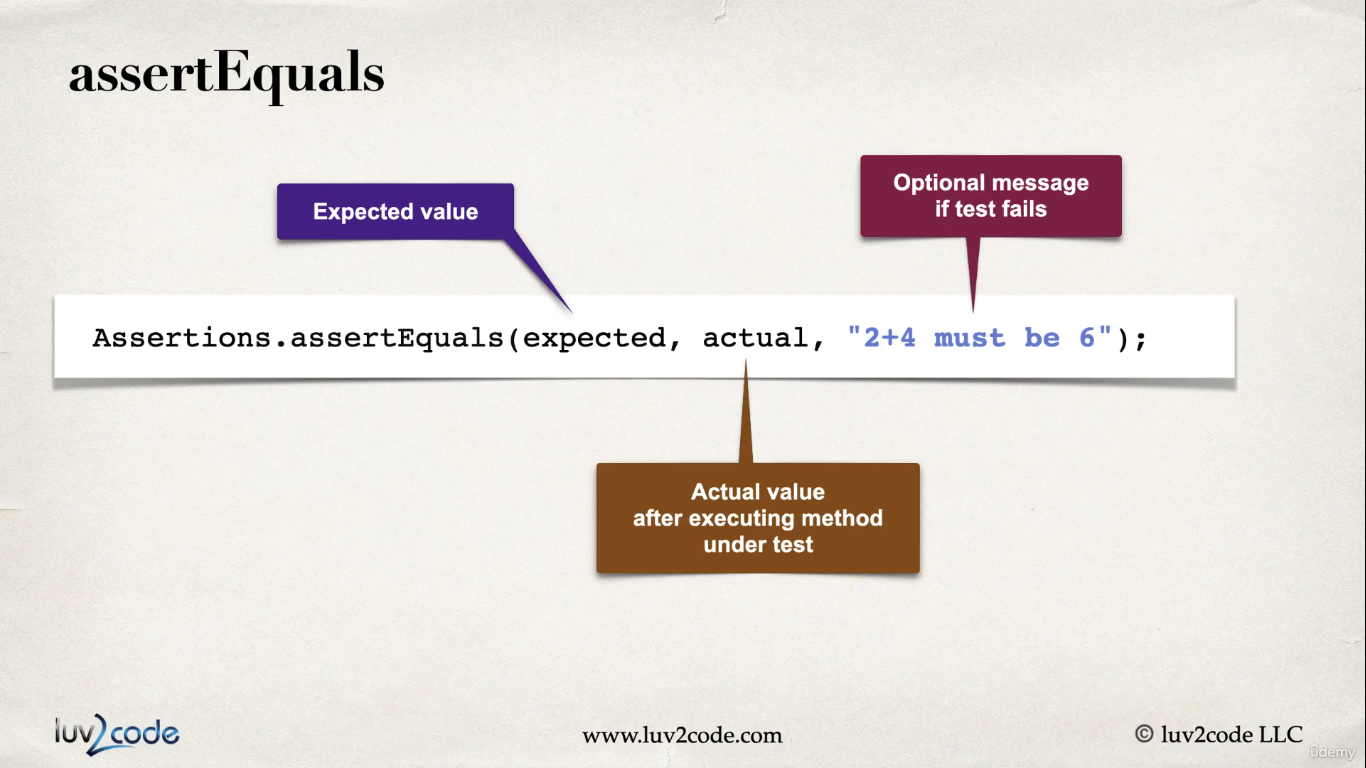 assertEquals
Expected value
Optional message
if test fails
Assertions.assertEquals(expected, actual, "2+4 must be 6");
Actual value
after executing method
under test
luv2code
www.luv2code.com
© luv2code LLC
ûdemy